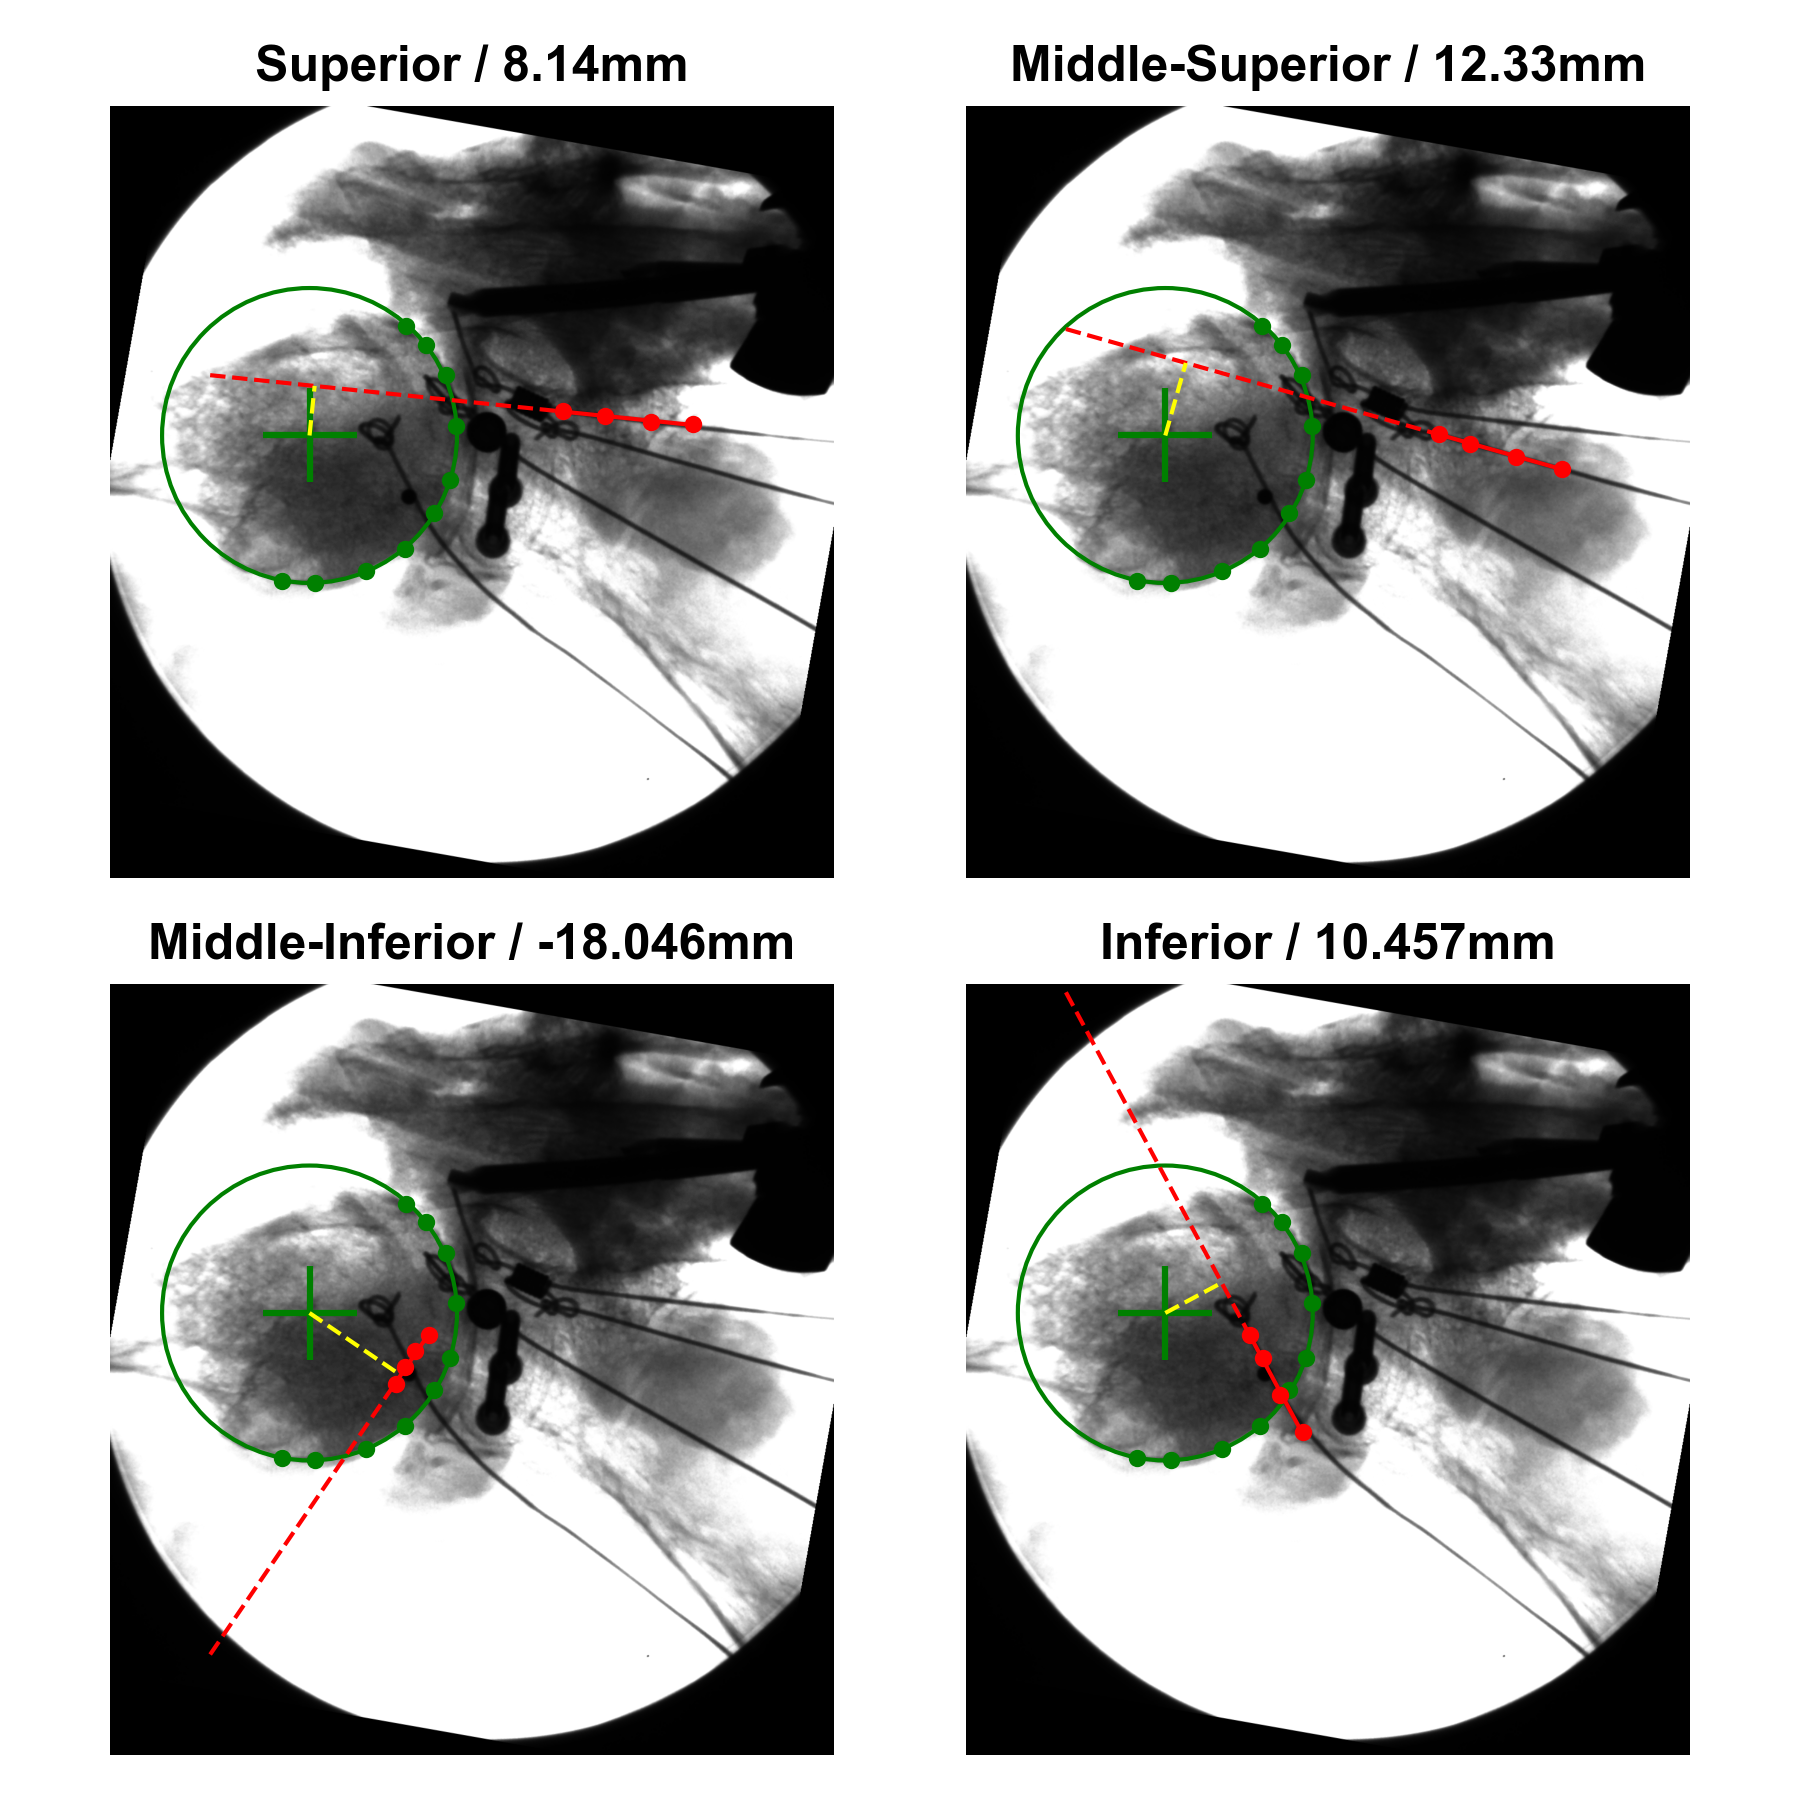 Superior / 8.14mm
Middle-Superior / 12.33mm
Middle-Inferior / -18.046mm
Inferior / 10.457mm